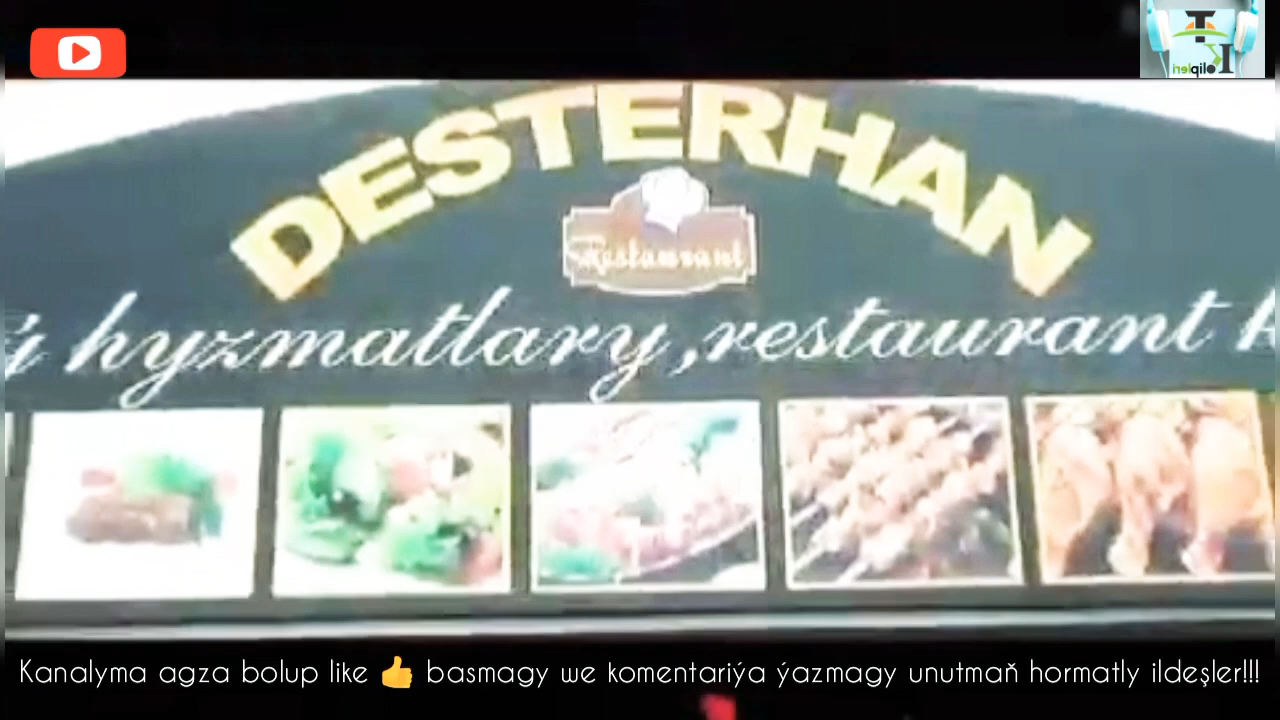 DESTERHAN
Restaurant
hyzmatlary, restaurant
Kanalyma agza bolup like 👍 basmagy we komentariýa ýazmagy unutmaň hormatly ildeşler!!!